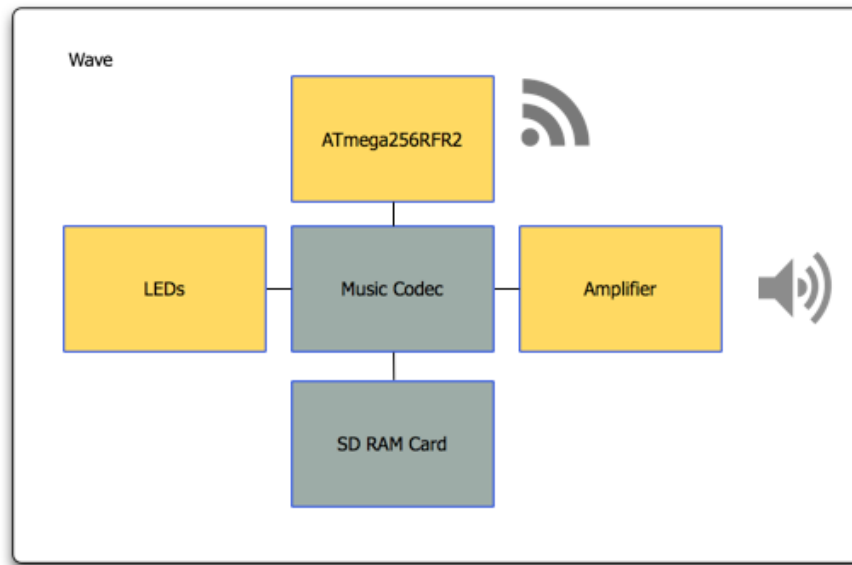 Wave
ATmega256RFR2
LEDs
Music Codec
Amplifier
SD RAM Card